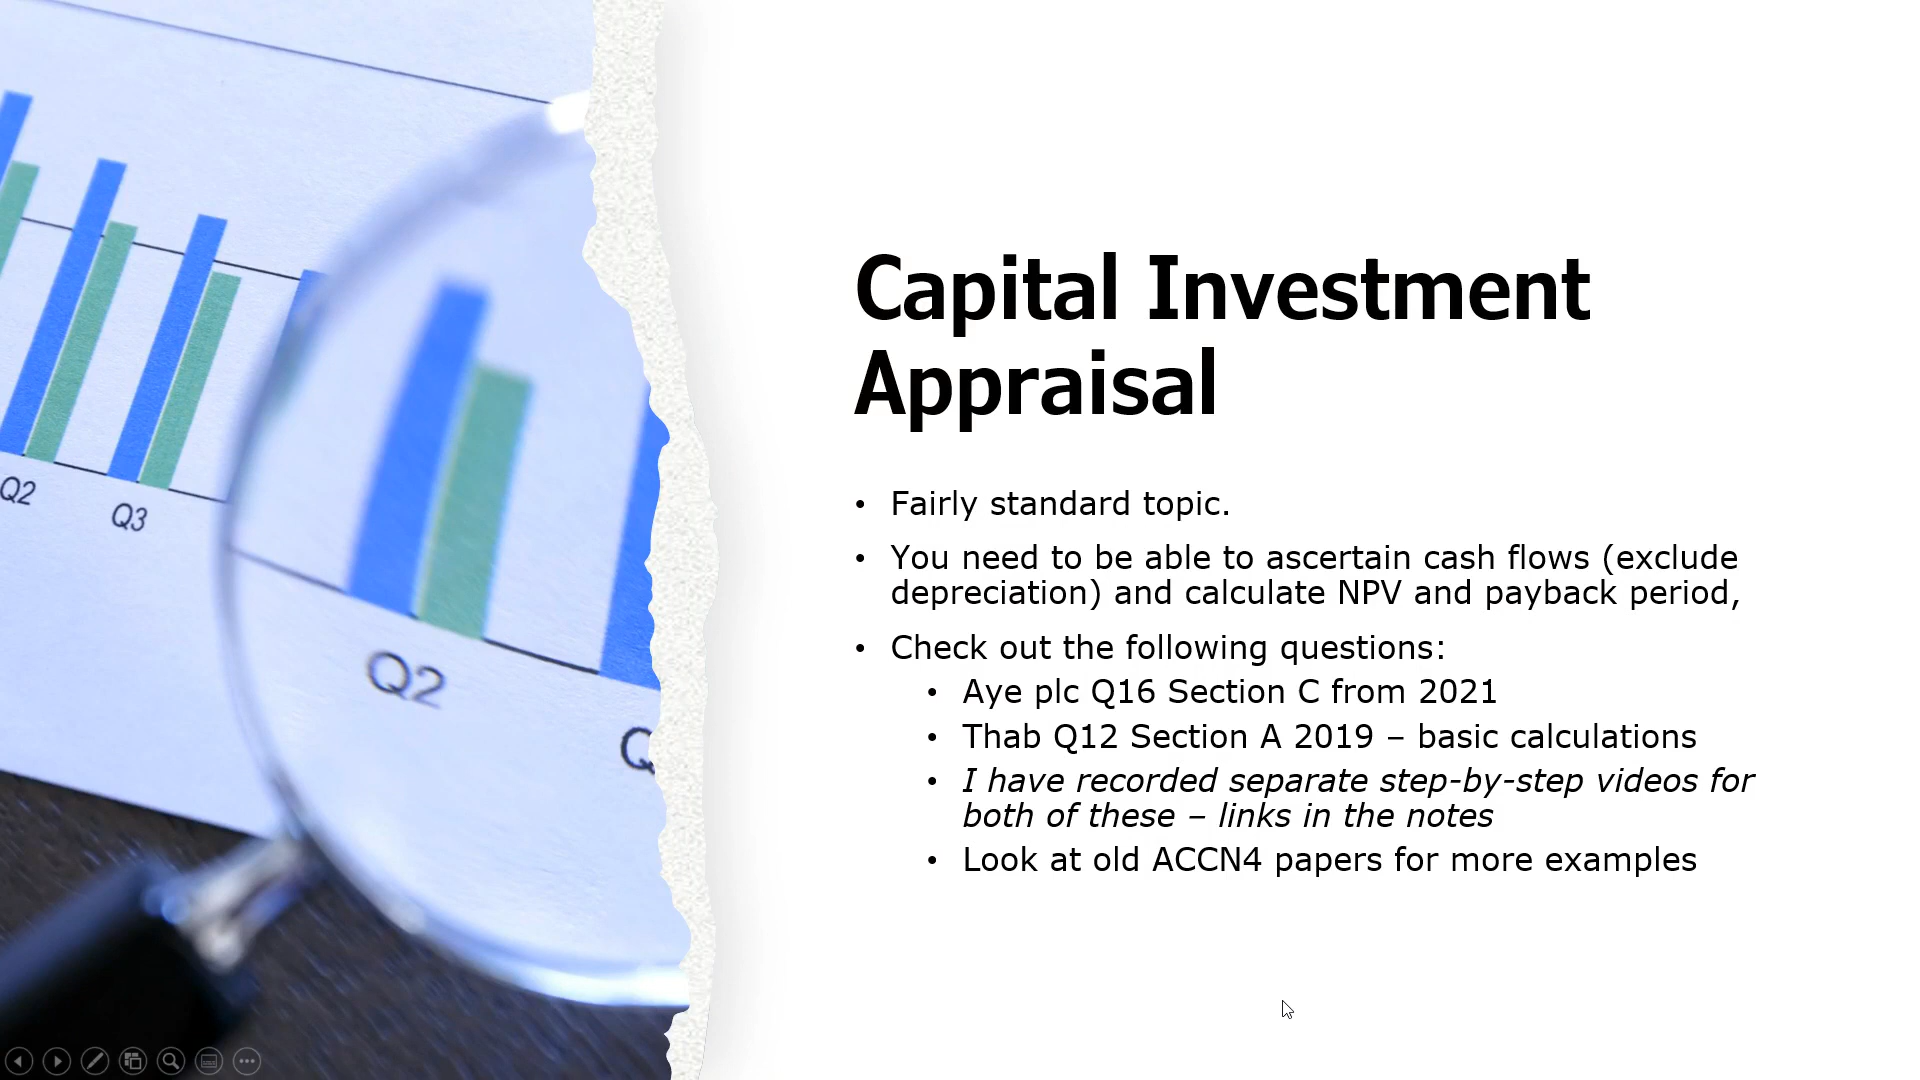 Capital Investment
Appraisal
• Fairly standard topic.
• You need to be able to ascertain cash flows (exclude
depreciation) and calculate NPV and payback period,
• Check out the following questions:
• Aye plc Q16 Section C from 2021
• Thab Q12 Section A 2019 – basic calculations
• I have recorded separate step-by-step videos for
both of these – links in the notes
• Look at old ACCN4 papers for more examples
Q2
Q3
Q2